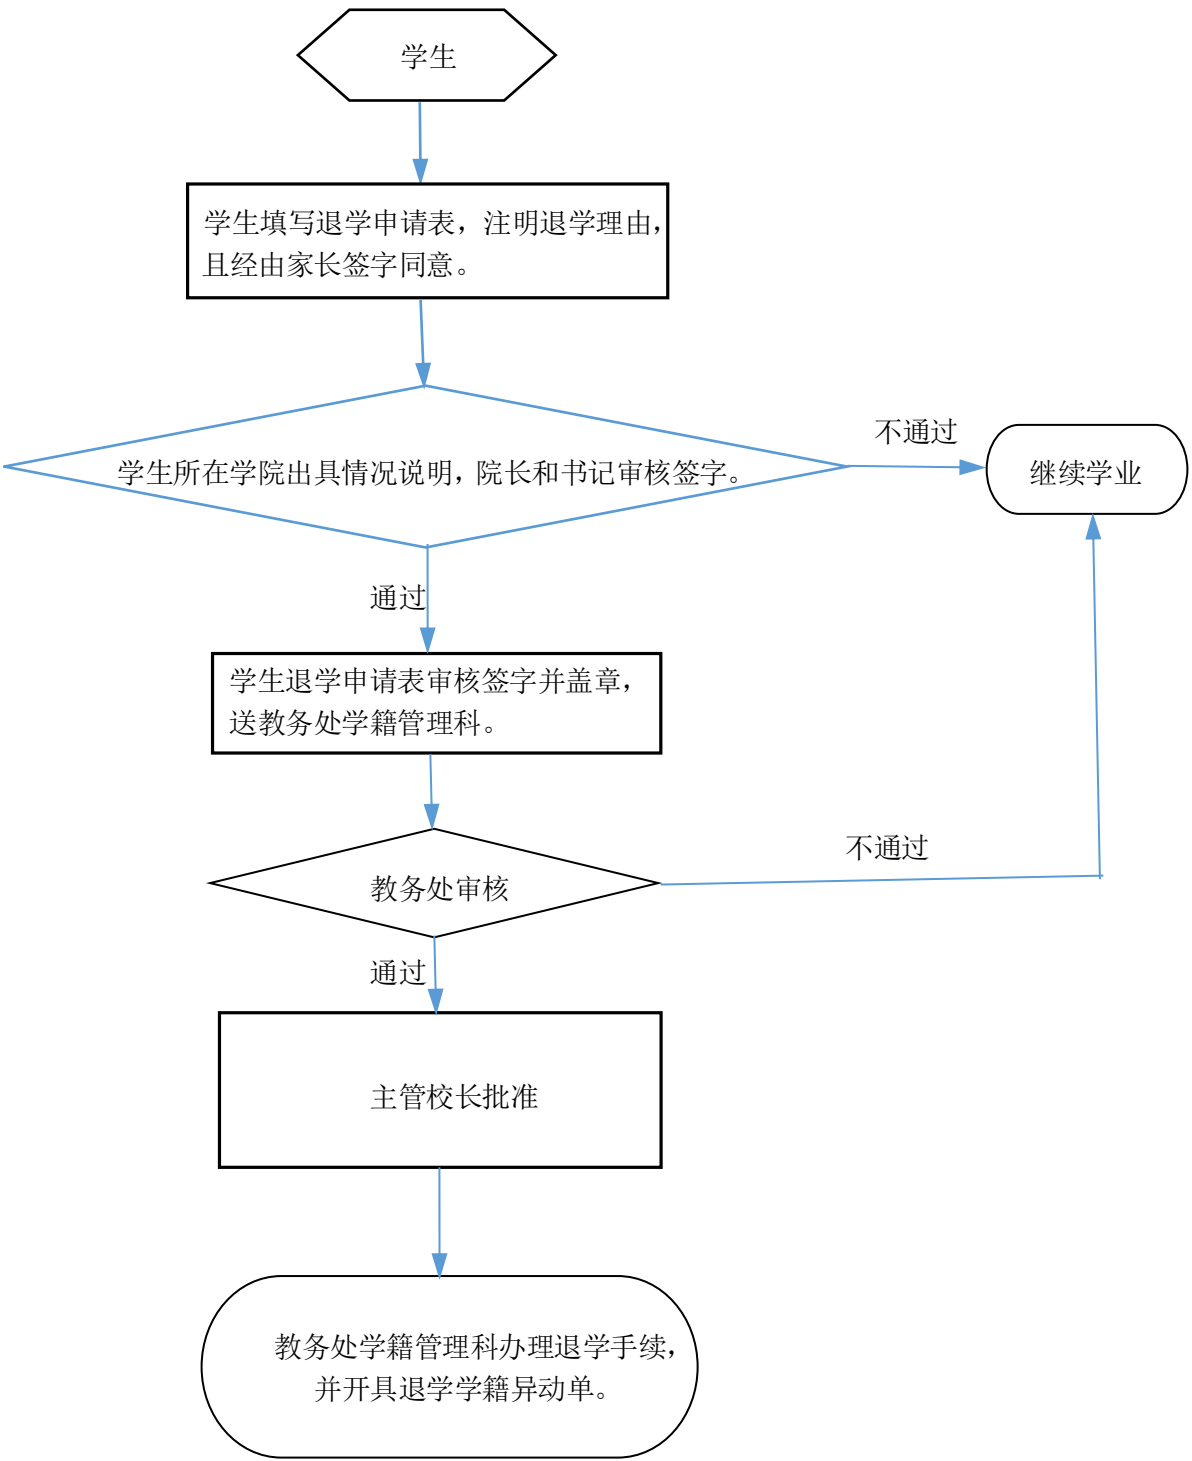 学生
学生填写退学申请表，注明退学理由，
且经由家长签字同意。
学生所在学院出具情况说明，院长和书记审核签字。
不通过
继续学业
通过
学生退学申请表审核签字并盖章，
送教务处学籍管理科。
教务处审核
不通过
通过
主管校长批准
教务处学籍管理科办理退学手续，
并开具退学学籍异动单。